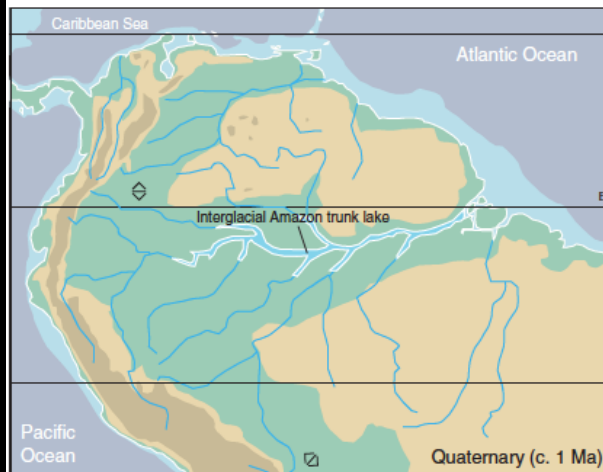 Caribbean Sea
Atlantic Ocean
E
Interglacial Amazon trunk lake
Pacific
Ocean
Quaternary (c. 1 Ma)